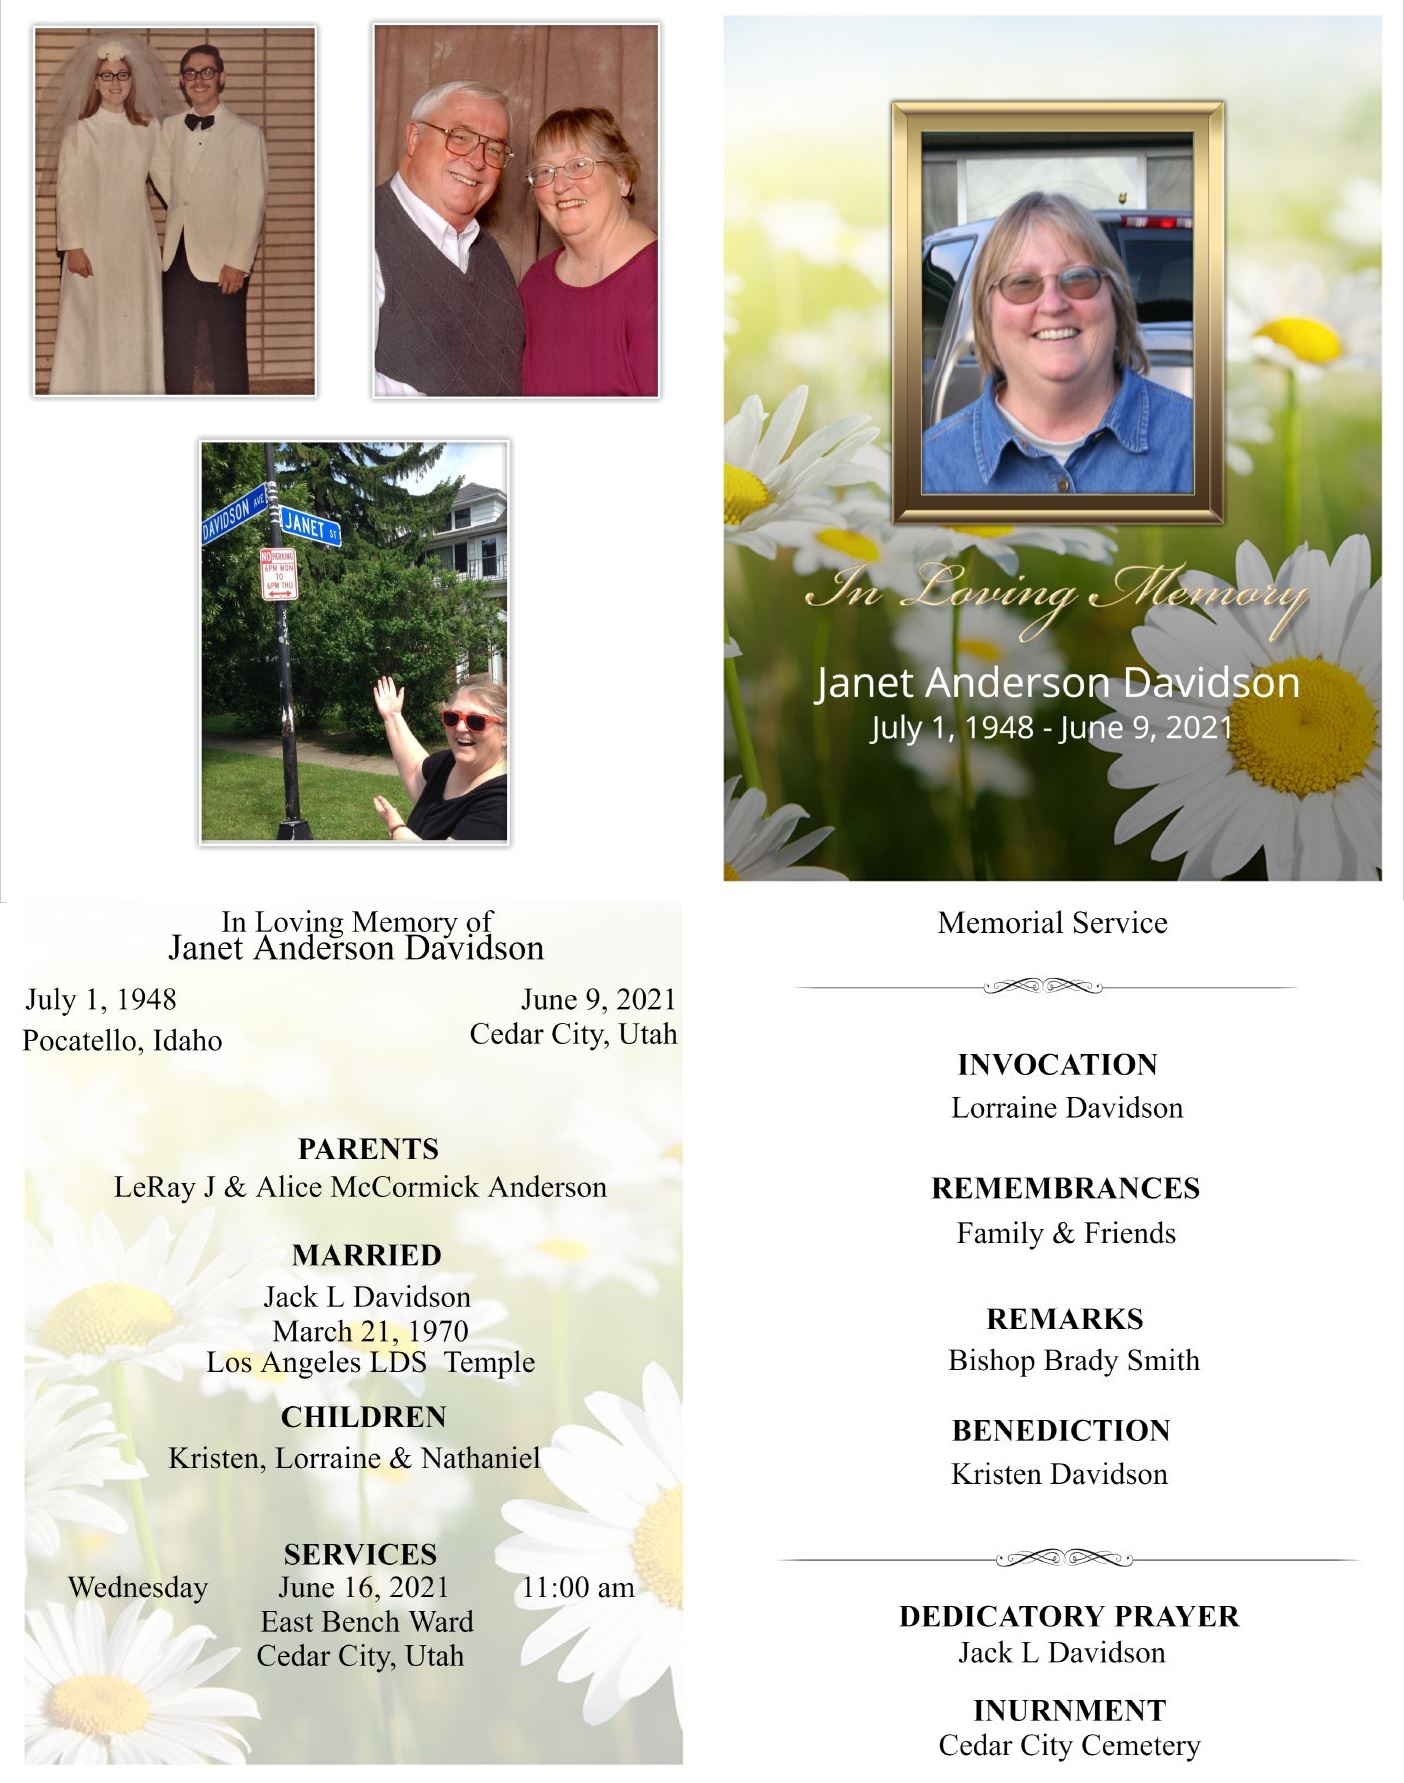 DAVIDSON AVE
JANET ST
NO PARKING
6PM MON
TO
6PM THU
In Loving Memory
Janet Anderson Davidson
July 1, 1948 - June 9, 2021
In Loving Memory of
Janet Anderson Davidson
July 1, 1948 June 9, 2021
Pocatello, Idaho Cedar City, Utah
PARENTS
LeRay J & Alice McCormick Anderson
MARRIED
Jack L Davidson
March 21, 1970
Los Angeles LDS  Temple
CHILDREN
Kristen, Lorraine & Nathaniel
SERVICES
Wednesday June 16, 2021 11:00 am
East Bench Ward
Cedar City, Utah
Memorial Service
INVOCATION
Lorraine Davidson
REMEMBRANCES
Family & Friends
REMARKS
Bishop Brady Smith
BENEDICTION
Kristen Davidson
DEDICATORY PRAYER
Jack L Davidson
INURNMENT
Cedar City Cemetery